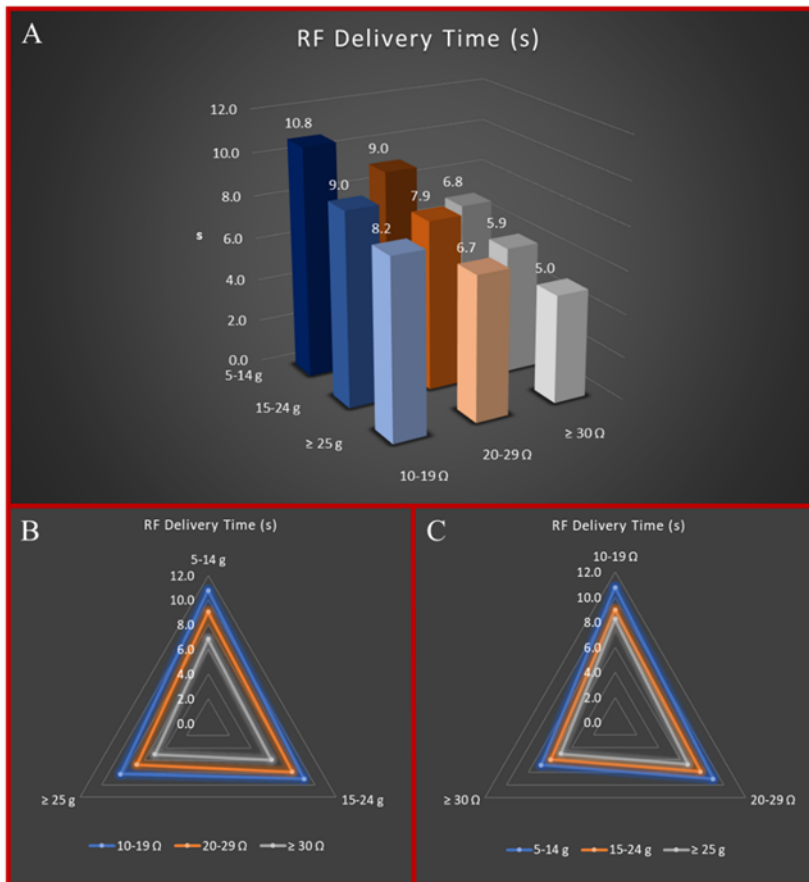 A
RF Delivery Time (s)
12.0
10.0
8.0
6.0
4.0
2.0
0.0
s
10.8
9.0
6.8
9.0
7.9
5.9
8.2
6.7
5.0
5-14 g
15-24 g
≥ 25 g
10-19 Ω
20-29 Ω
≥ 30 Ω
B
RF Delivery Time (s)
5-14 g
12.0
10.0
8.0
6.0
4.0
2.0
0.0
≥ 25 g
15-24 g
10-19 Ω 20-29 Ω ≥ 30 Ω
C
RF Delivery Time (s)
10-19 Ω
12.0
10.0
8.0
6.0
4.0
2.0
0.0
≥ 30 Ω
20-29 Ω
5-14 g 15-24 g ≥ 25 g